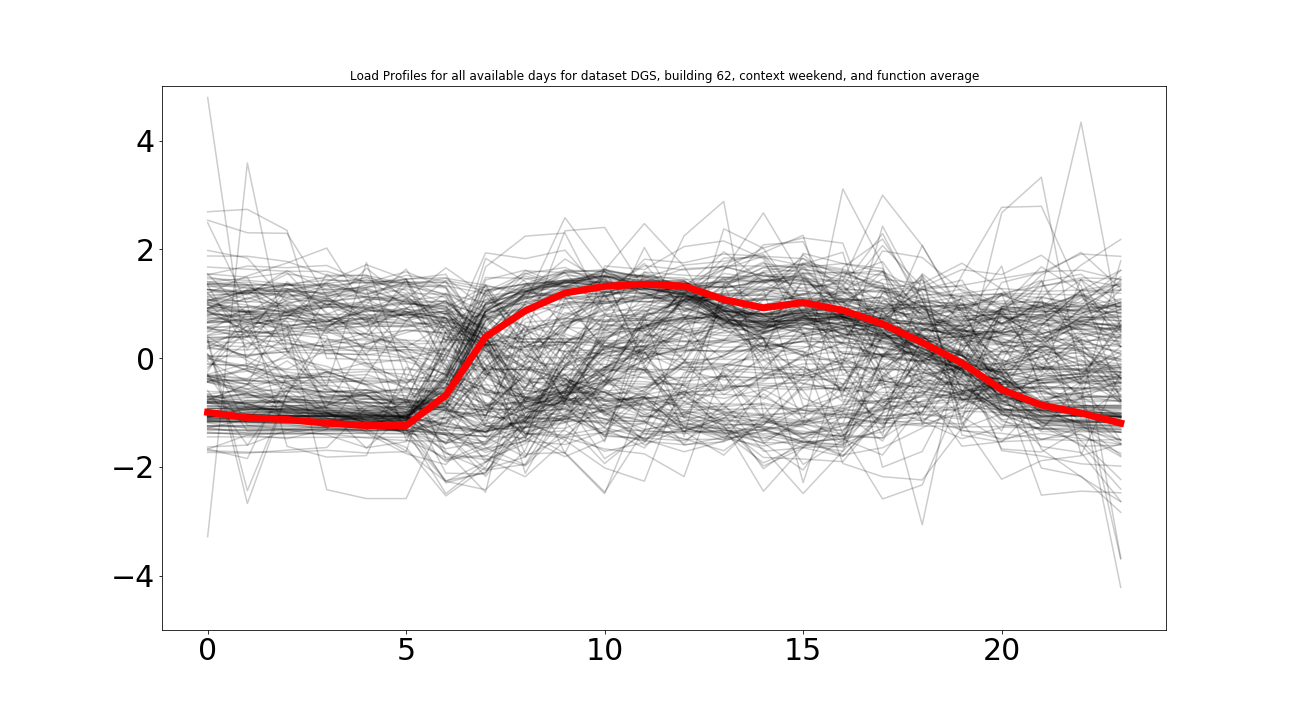 Load Profiles for all available days for dataset DGS, building 62, context weekend, and function average
4
2
0
−2
−4
0 5 10 15 20